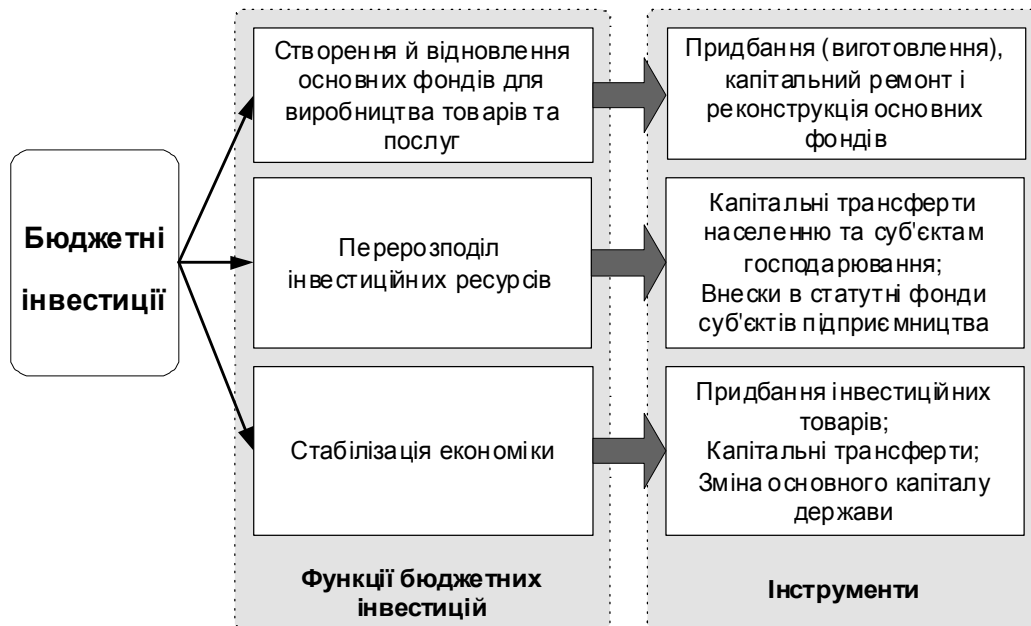 Бюджетні
інвестиції
Створення й відновлення
основних фондів для
виробництва товарів та
послуг
Придбання (виготовлення),
капітальний ремонт і
реконструкція основних
фондів
Перерозподіл
інвестиційних ресурсів
Капітальні трансферти
населенню та суб'єктам
господарювання;
Внески в статутні фонди
суб'єктів підприємництва
Стабілізація економіки
Придбання інвестиційних
товарів;
Капітальні трансферти;
Зміна основного капіталу
держави
Функції бюджетних
інвестицій
Інструменти